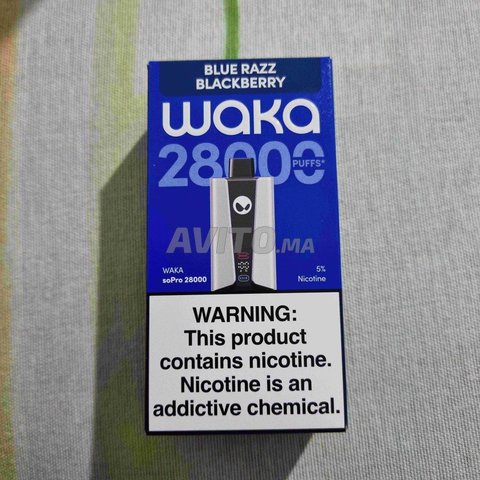 BLUE RAZZ
BLACKBERRY
WAKA
28000
PUFFS*
AVITO.MA
WAKA
soPro 28000
5%
Nicotine
WARNING:
This product
contains nicotine.
Nicotine is an
addictive chemical.